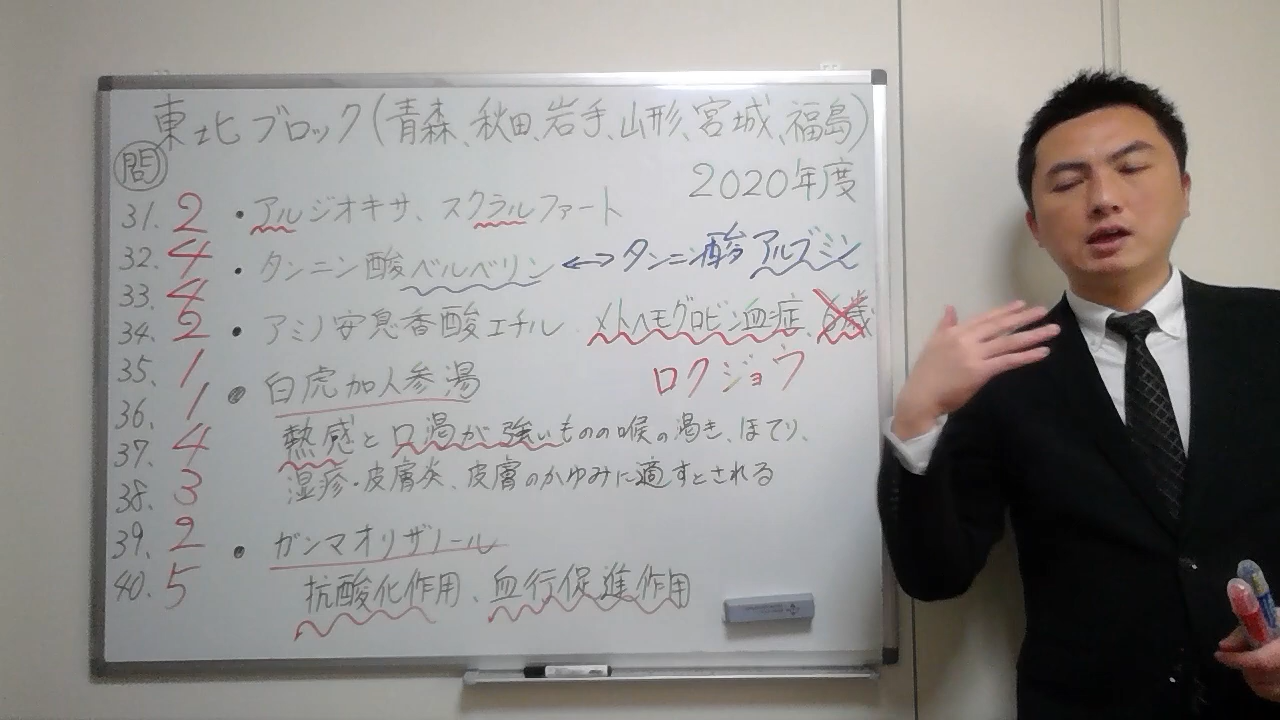 東北ブロック(青森、秋田、岩手、山形、宮城、福島)
2020年度
問
31. 2 ・アルジオキサ、スクラルファート
32. 4 ・タンニン酸ベルベリン ↔ タンニン酸アルブミン
33. 4
34. 2 ・アミノ安息香酸エチル メトヘモグロビン血症、6歳
35. 1 ロクジョウ
36. 1 ・白虎加人参湯
37. 4 熱感と口渇が強いものの喉の渇き、ほてり、
38. 3 湿疹・皮膚炎、皮膚のかゆみに適すとされる
39. 2 ・ガンマオリザノール
40. 5 抗酸化作用、血行促進作用